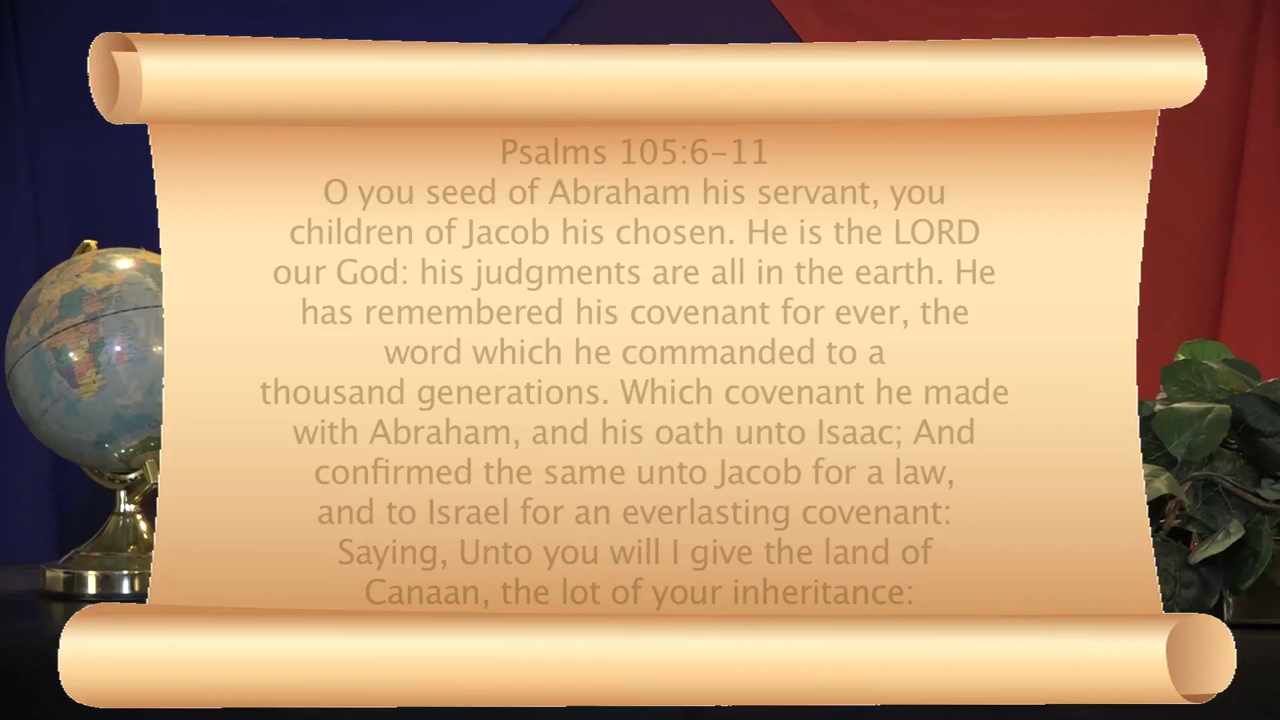 Psalms 105:6-11
O you seed of Abraham his servant, you
children of Jacob his chosen. He is the LORD
our God: his judgments are all in the earth. He
has remembered his covenant for ever, the
word which he commanded to a
thousand generations. Which covenant he made
with Abraham, and his oath unto Isaac; And
confirmed the same unto Jacob for a law,
and to Israel for an everlasting covenant:
Saying, Unto you will I give the land of
Canaan, the lot of your inheritance: